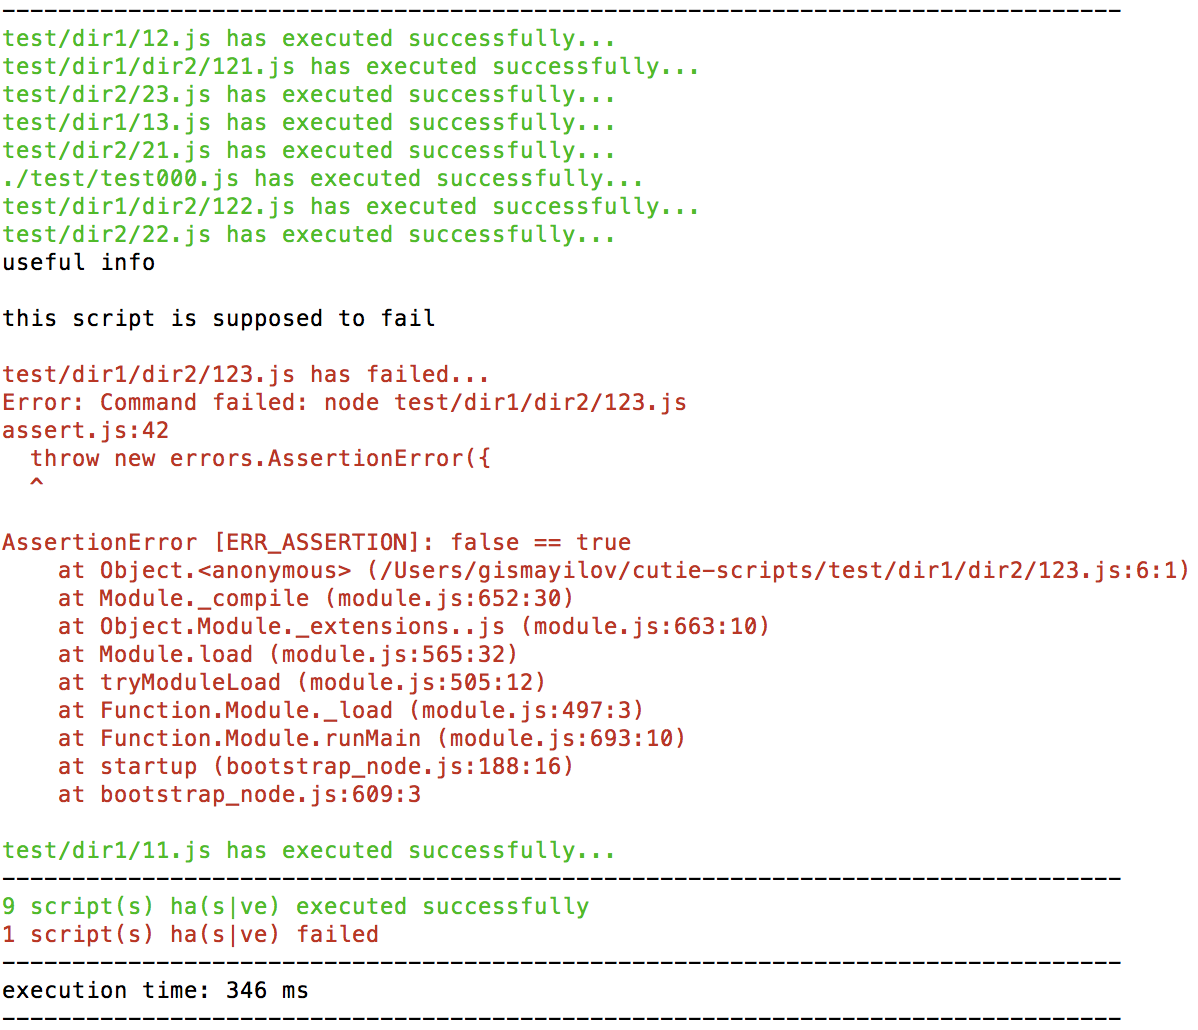 --------------------------------------------------------------------------------
test/dir1/12.js has executed successfully...
test/dir1/dir2/121.js has executed successfully...
test/dir2/23.js has executed successfully...
test/dir1/13.js has executed successfully...
test/dir2/21.js has executed successfully...
./test/test000.js has executed successfully...
test/dir1/dir2/122.js has executed successfully...
test/dir2/22.js has executed successfully...
useful info

this script is supposed to fail

test/dir1/dir2/123.js has failed...
Error: Command failed: node test/dir1/dir2/123.js
assert.js:42
  throw new errors.AssertionError({
  ^

AssertionError [ERR_ASSERTION]: false == true
    at Object.<anonymous> (/Users/gismayilov/cutie-scripts/test/dir1/dir2/123.js:6:1)
    at Module._compile (module.js:652:30)
    at Object.Module._extensions..js (module.js:663:10)
    at Module.load (module.js:565:32)
    at tryModuleLoad (module.js:505:12)
    at Function.Module._load (module.js:497:3)
    at Function.Module.runMain (module.js:693:10)
    at startup (bootstrap_node.js:188:16)
    at bootstrap_node.js:609:3

test/dir1/11.js has executed successfully...
--------------------------------------------------------------------------------
9 script(s) ha(s|ve) executed successfully
1 script(s) ha(s|ve) failed
--------------------------------------------------------------------------------
execution time: 346 ms
--------------------------------------------------------------------------------